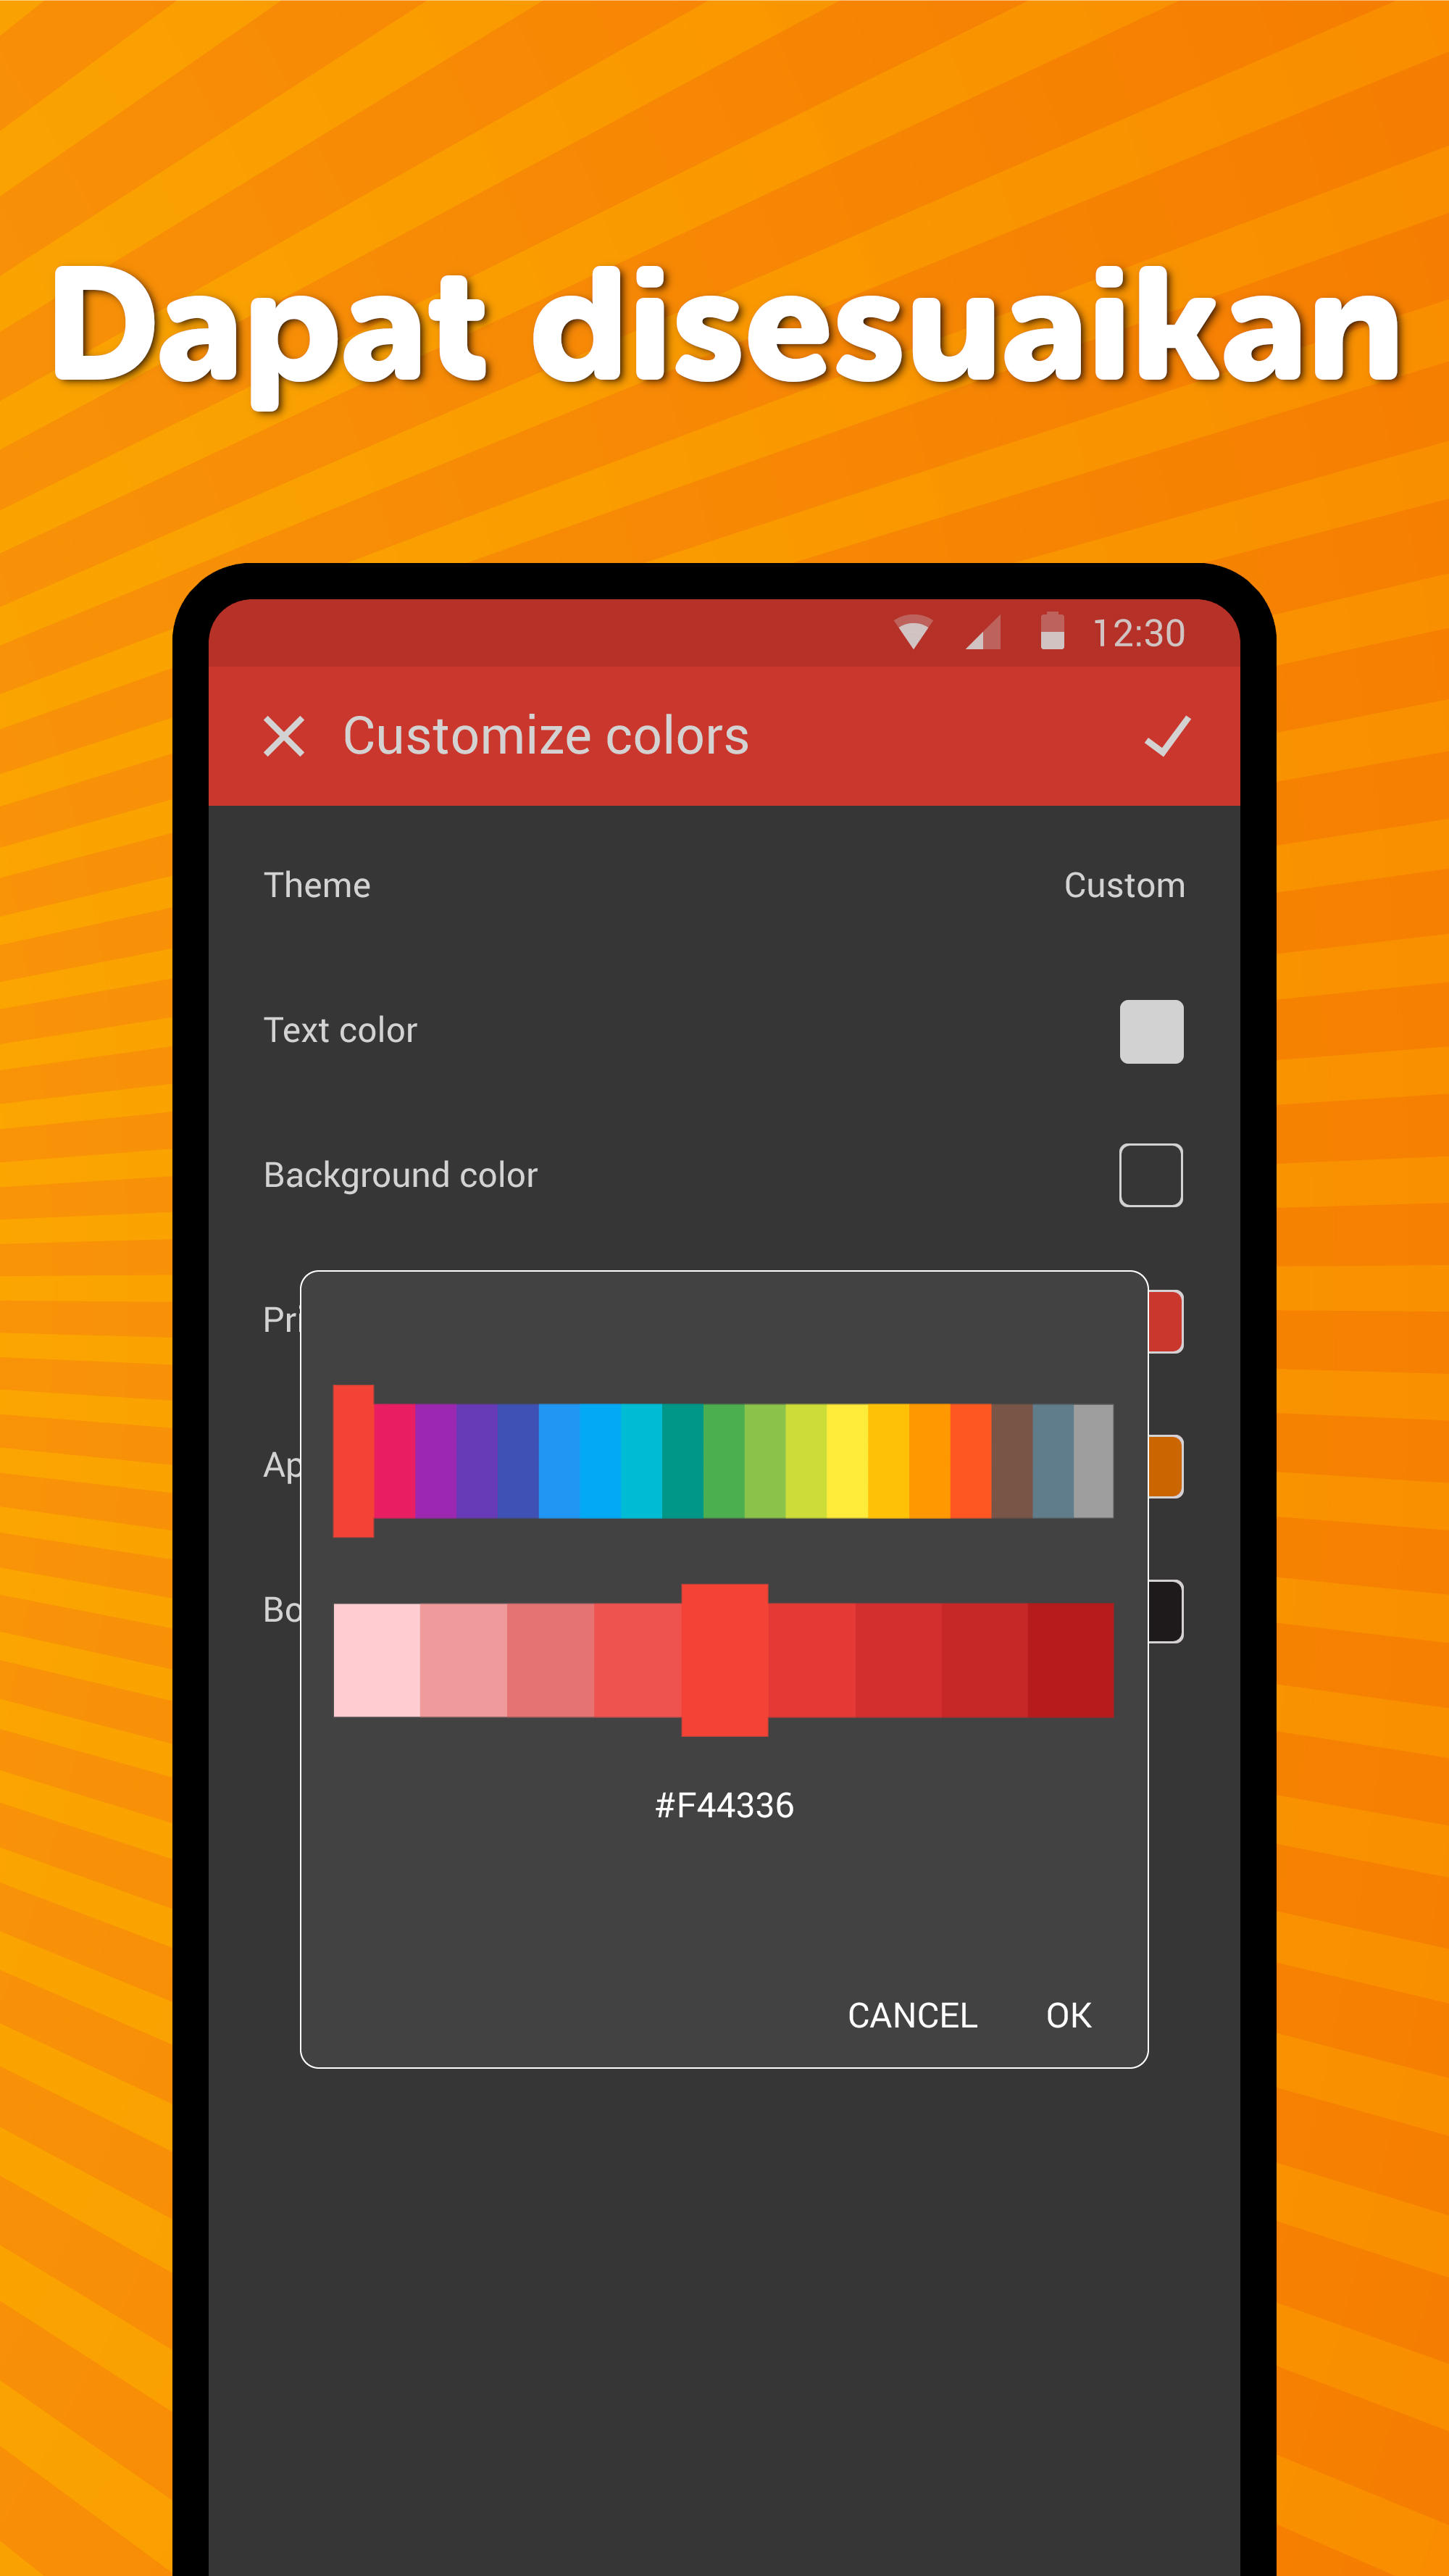 Dapat disesuaikan
12:30
Customize colors
Theme Custom
Text color
Background color
Pri
Ap
Bo
#F44336
CANCEL OK